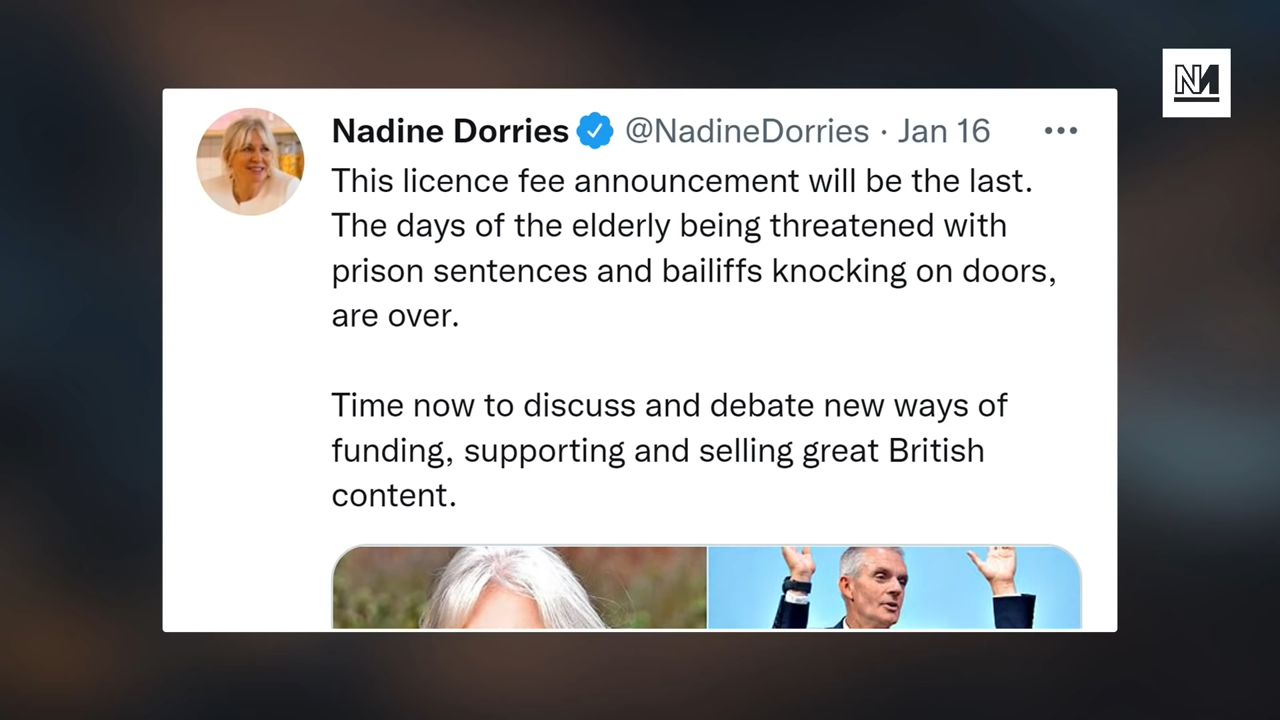 Nadine Dorries @NadineDorries · Jan 16
This licence fee announcement will be the last.
The days of the elderly being threatened with
prison sentences and bailiffs knocking on doors,
are over.
Time now to discuss and debate new ways of
funding, supporting and selling great British
content.
NM